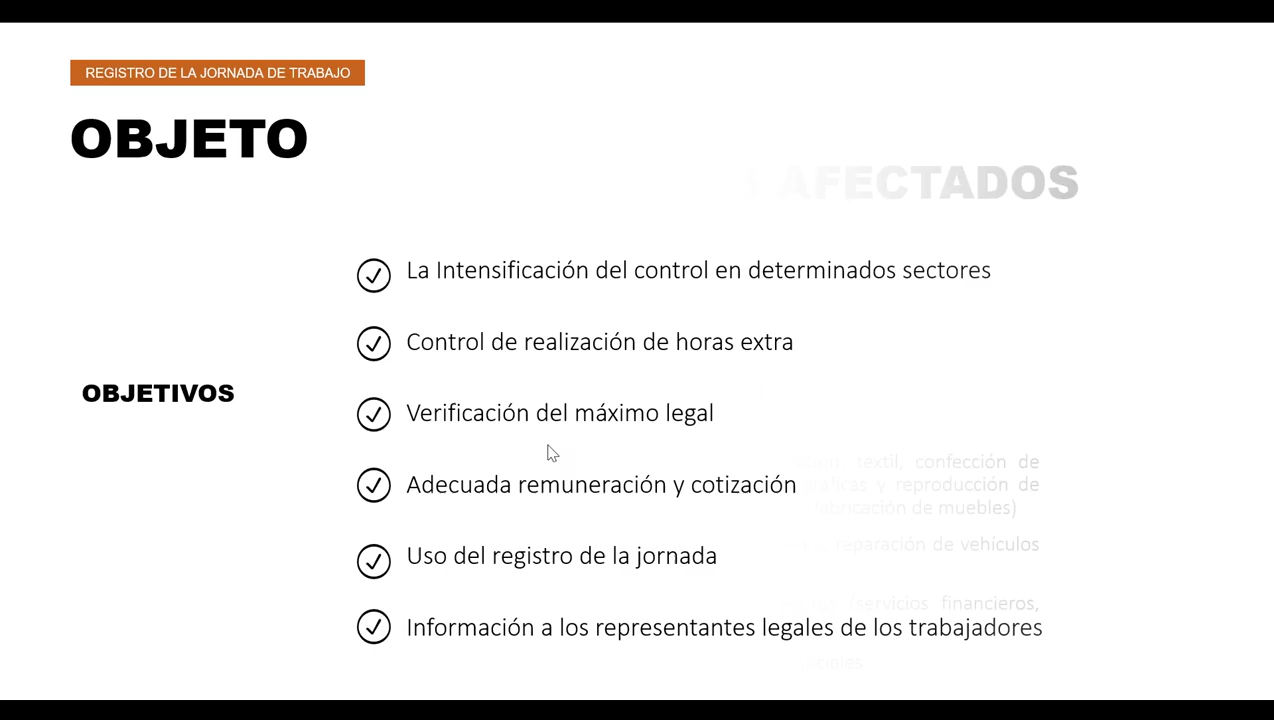 REGISTRO DE LA JORNADA DE TRABAJO
OBJETO
AFECTADOS
La Intensificación del control en determinados sectores
Control de realización de horas extra
OBJETIVOS
Verificación del máximo legal
textil, confección de
Adecuada remuneración y cotización
gráficas y reproducción de
fabricación de muebles)
reparación de vehículos
Uso del registro de la jornada
(servicios financieros,
Información a los representantes legales de los trabajadores